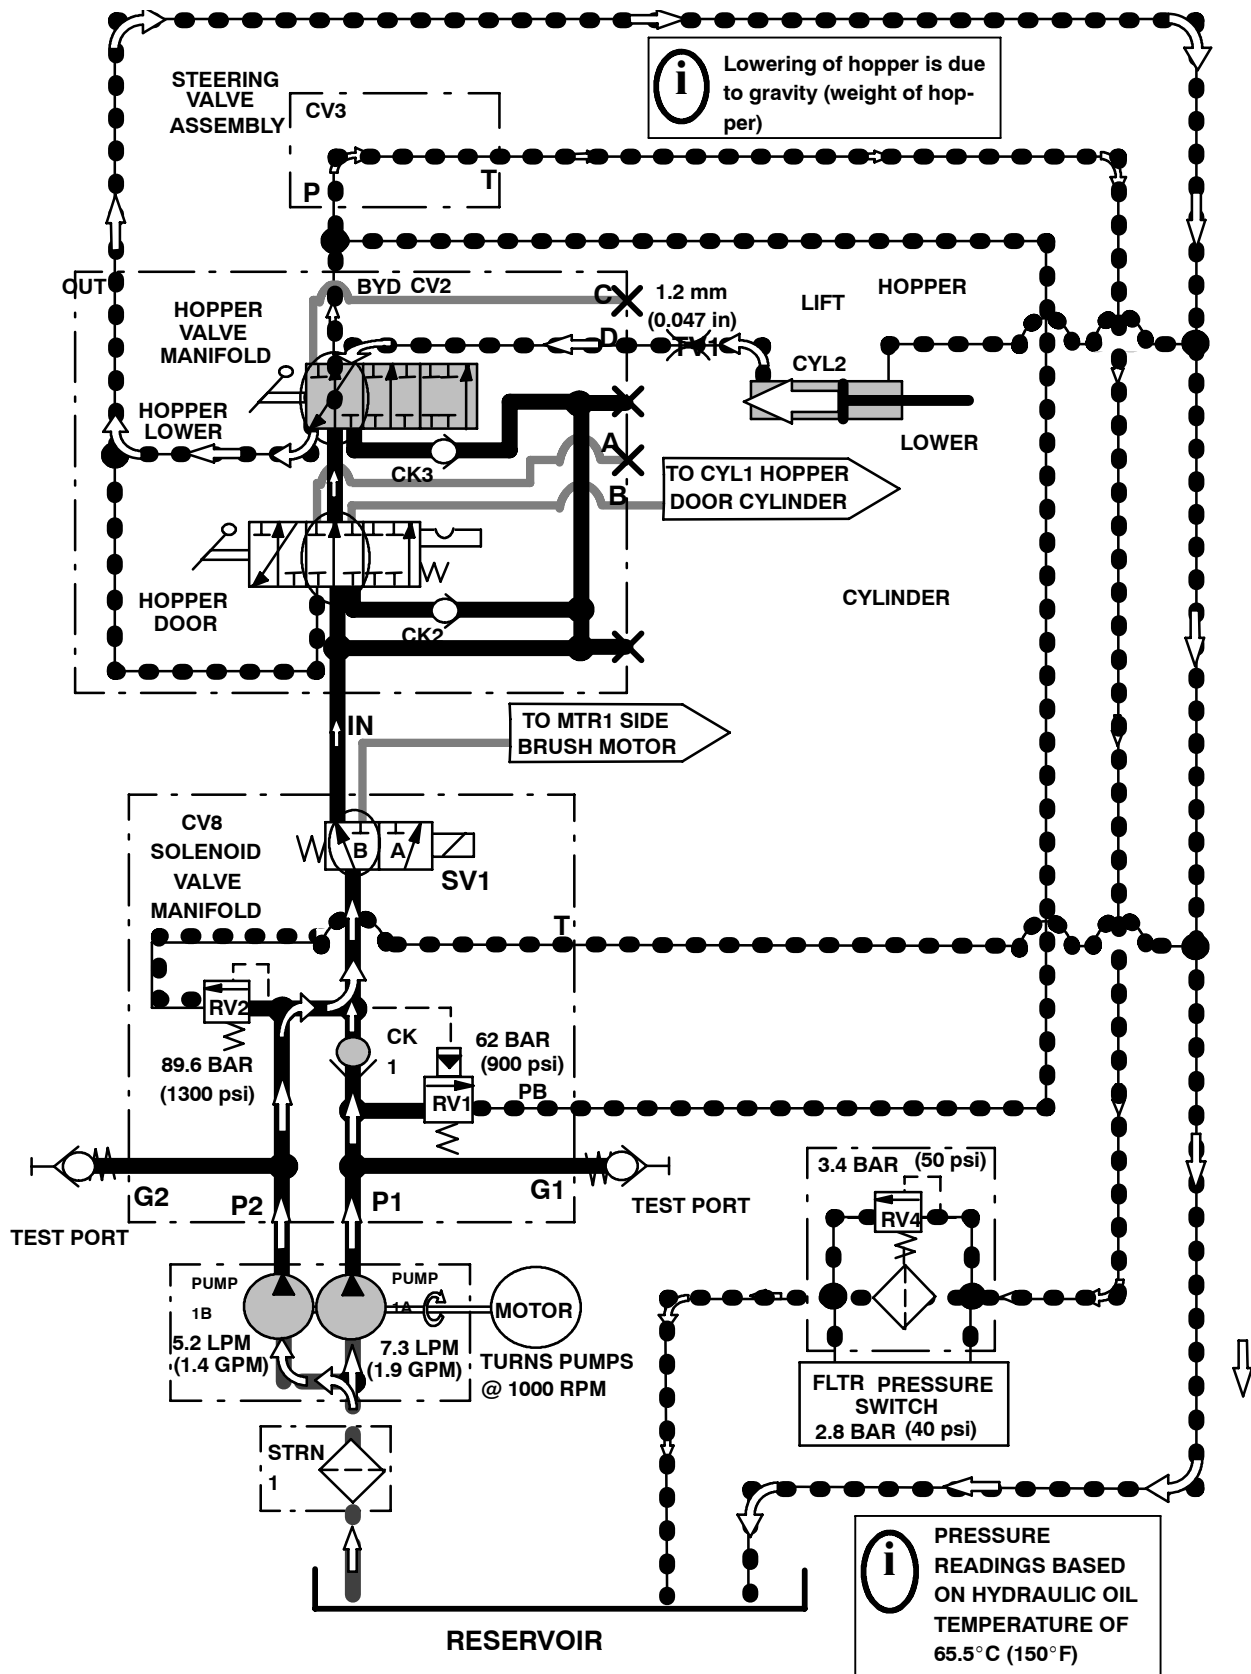 Lowering of hopper is due
to gravity (weight of hop-
per)
STEERING
VALVE
ASSEMBLY
CV3
P
T
OUT
BYD CV2
C
1.2 mm
(0.047 in)
LIFT
HOPPER
HOPPER
VALVE
MANIFOLD
D
CYL2
HOPPER
LOWER
LOWER
A
CK3
B
TO CYL1 HOPPER
DOOR CYLINDER
HOPPER
DOOR
CK2
CYLINDER
IN
TO MTR1 SIDE
BRUSH MOTOR
CV8
SOLENOID
VALVE
MANIFOLD
B
A
SV1
T
RV2
89.6 BAR
(1300 psi)
CK
1
62 BAR
(900 psi)
RV1
PB
G2
P2
P1
G1
TEST PORT
TEST PORT
3.4 BAR (50 psi)
RV4
PUMP
1B
PUMP
1A
MOTOR
5.2 LPM
(1.4 GPM)
7.3 LPM
(1.9 GPM)
TURNS PUMPS
@ 1000 RPM
FLTR PRESSURE
SWITCH
2.8 BAR (40 psi)
STRN
1
RESERVOIR
i
i
PRESSURE
READINGS BASED
ON HYDRAULIC OIL
TEMPERATURE OF
65.5°C (150°F)